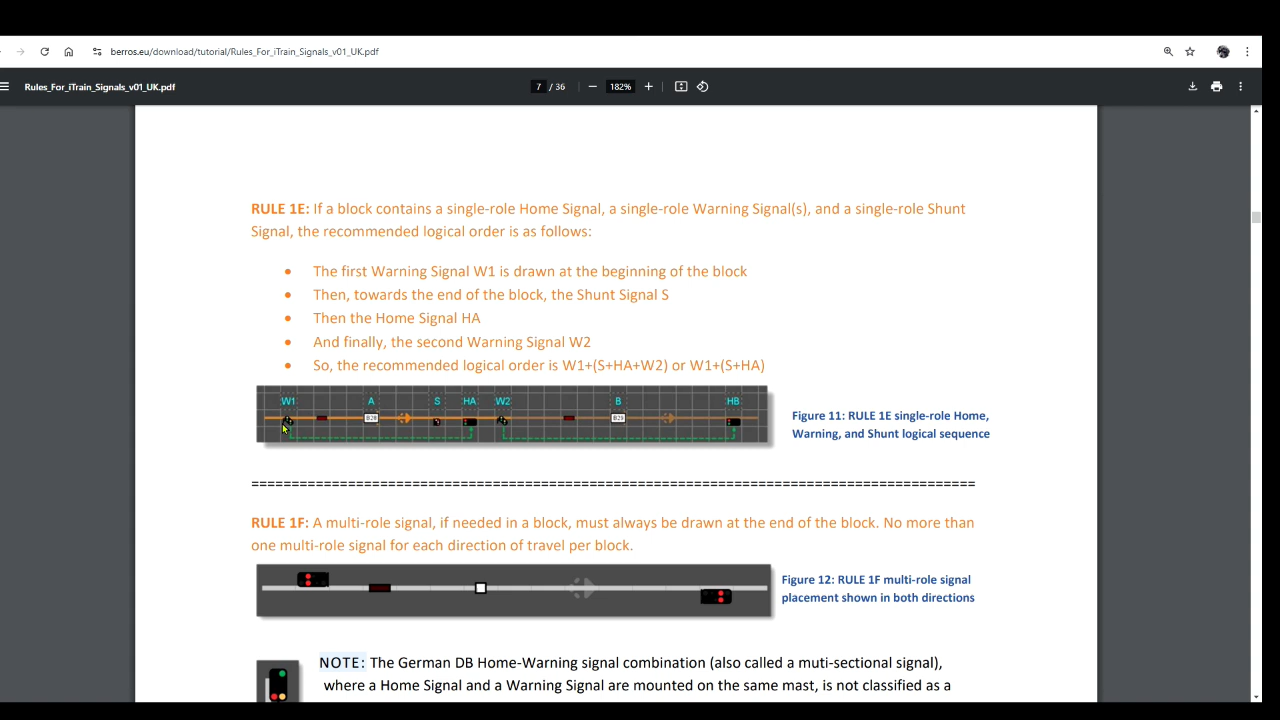 berros.eu/download/tutorial/Rules_For_iTrain_Signals_v01_UK.pdf
Rules_For_iTrain_Signals_v01_UK.pdf
7 / 36
182%
RULE 1E: If a block contains a single-role Home Signal, a single-role Warning Signal(s), and a single-role Shunt
Signal, the recommended logical order is as follows:
• The first Warning Signal W1 is drawn at the beginning of the block
• Then, towards the end of the block, the Shunt Signal S
• Then the Home Signal HA
• And finally, the second Warning Signal W2
• So, the recommended logical order is W1+(S+HA+W2) or W1+(S+HA)
W1 A S HA W2 B HB
B20 B29
Figure 11: RULE 1E single-role Home,
Warning, and Shunt logical sequence
==========================================================================================
RULE 1F: A multi-role signal, if needed in a block, must always be drawn at the end of the block. No more than
one multi-role signal for each direction of travel per block.
Figure 12: RULE 1F multi-role signal
placement shown in both directions
NOTE: The German DB Home-Warning signal combination (also called a muti-sectional signal),
where a Home Signal and a Warning Signal are mounted on the same mast, is not classified as a